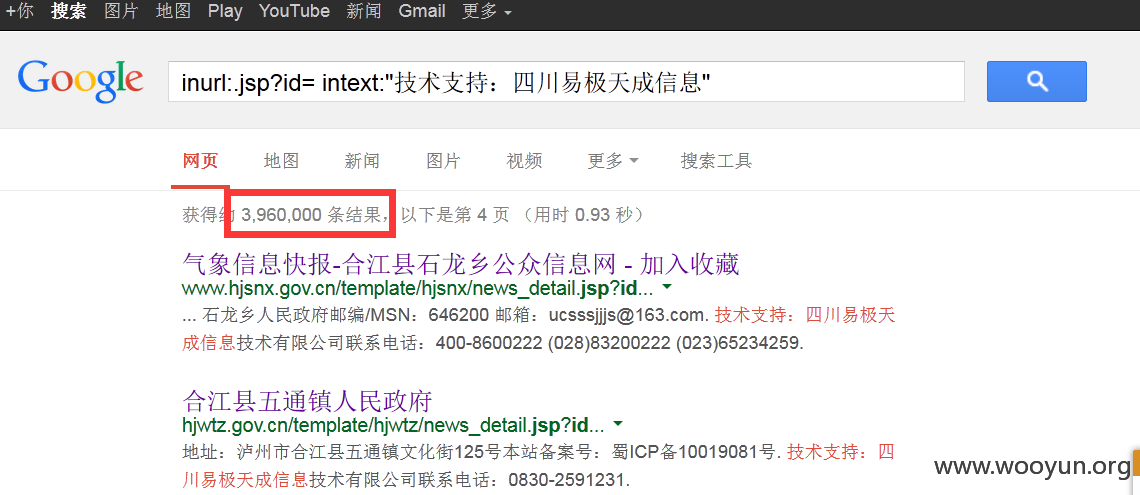 +你 搜索 图片 地图 Play YouTube 新闻 Gmail 更多
Google
inurl:.jsp?id= intext:"技术支持：四川易极天成信息"
网页 地图 新闻 图片 视频 更多 搜索工具
获得约 3,960,000 条结果，以下是第 4 页 （用时 0.93 秒）
气象信息快报-合江县石龙乡公众信息网 - 加入收藏
www.hjsnx.gov.cn/template/hjsnx/news_detail.jsp?id...
... 石龙乡人民政府邮编/MSN：646200 邮箱：ucsssjjjs@163.com. 技术支持：四川易极天
成信息技术有限公司联系电话：400-8600222 (028)83200222 (023)65234259.
合江县五通镇人民政府
hjwtz.gov.cn/template/hjwtz/news_detail.jsp?id...
地址：泸州市合江县五通镇文化街125号本站备案号：蜀ICP备10019081号. 技术支持：四
川易极天成信息技术有限公司联系电话：0830-2591231.
www.wooyun.org